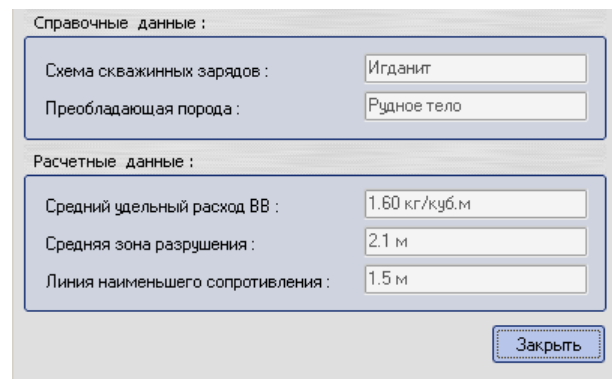 Справочные данные :
Схема скважинных зарядов : Игданит
Преобладающая порода : Рудное тело
Расчетные данные :
Средний удельный расход ВВ : 1.60 кг/куб.м
Средняя зона разрушения : 2.1 м
Линия наименьшего сопротивления : 1.5 м
Закрыть